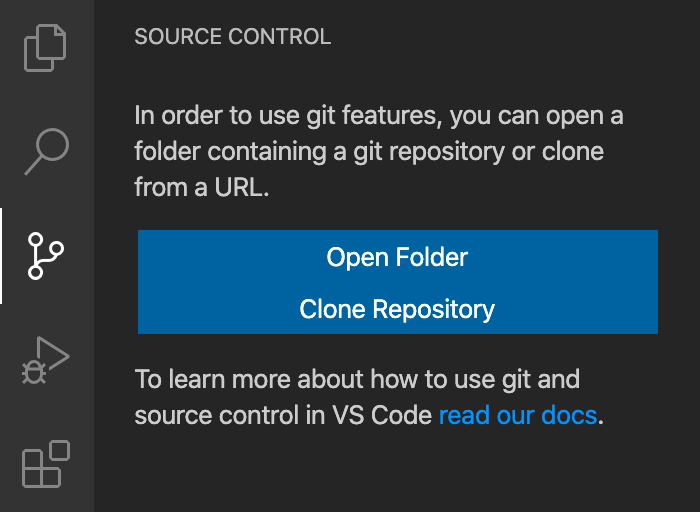 SOURCE CONTROL
In order to use git features, you can open a
folder containing a git repository or clone
from a URL.
Open Folder
Clone Repository
To learn more about how to use git and
source control in VS Code read our docs.